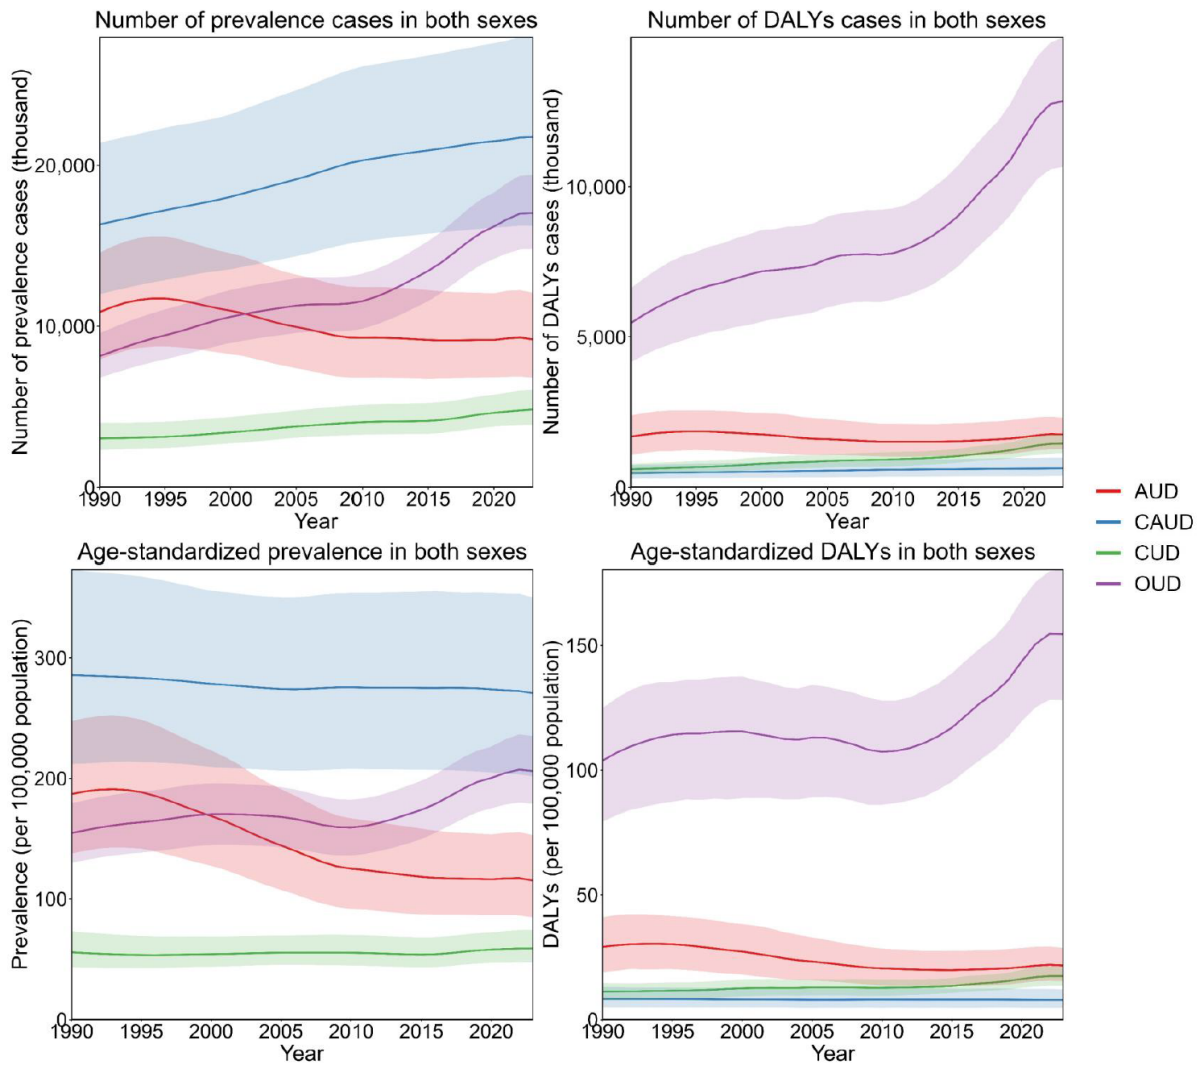 Number of prevalence cases in both sexes
Number of prevalence cases (thousand)
20,000
10,000
0
1990 1995 2000 2005 2010 2015 2020
Year
Number of DALYs cases in both sexes
Number of DALYs cases (thousand)
10,000
5,000
0
1990 1995 2000 2005 2010 2015 2020
Year
Age-standardized prevalence in both sexes
Prevalence (per 100,000 population)
300
200
100
0
1990 1995 2000 2005 2010 2015 2020
Year
Age-standardized DALYs in both sexes
DALYs (per 100,000 population)
150
100
50
0
1990 1995 2000 2005 2010 2015 2020
Year
AUD
CAUD
CUD
OUD